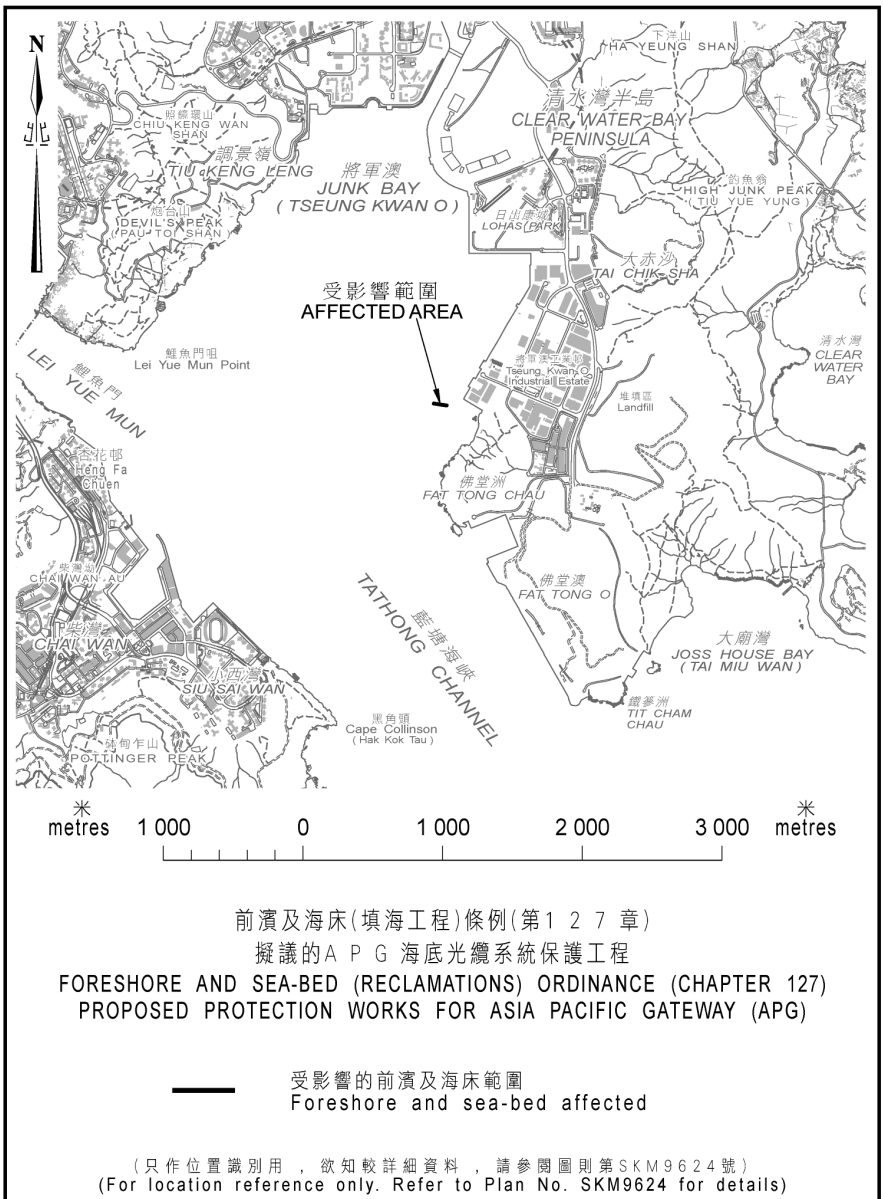 N
北
下洋山
HA YEUNG SHAN
清水灣半島
CLEAR WATER BAY
PENINSULA
照鏡環山
CHIU KENG WAN
SHAN
調景嶺
TIU KENG LENG
將軍澳
JUNK BAY
( TSEUNG KWAN O )
釣魚翁
HIGH JUNK PEAK
( TIU YUE YUNG )
炮台山
DEVIL'S PEAK
( PAU TOI SHAN )
日出康城
LOHAS PARK
大赤沙
TAI CHIK SHA
受影響範圍
AFFECTED AREA
鯉魚門咀
Lei Yue Mun Point
鯉魚門
LEI YUE MUN
清水灣
CLEAR
WATER
BAY
將軍澳工業邨
Tseung Kwan O
Industrial Estate
堆填區
Landfill
杏花邨
Heng Fa
Chuen
佛堂洲
FAT TONG CHAU
柴灣坳
CHAI WAN AU
佛堂澳
FAT TONG O
藍塘海峽
TATHONG CHANNEL
柴灣
CHAI WAN
大廟灣
JOSS HOUSE BAY
( TAI MIU WAN )
小西灣
SIU SAI WAN
鐵篸洲
TIT CHAM
CHAU
黑角頭
Cape Collinson
( Hak Kok Tau )
砵甸乍山
POTTINGER PEAK
米
metres
1 000 0 1 000 2 000 3 000
米
metres
前濱及海床(填海工程)條例(第1 2 7 章)
擬議的A P G 海底光纜系統保護工程
FORESHORE AND SEA-BED (RECLAMATIONS) ORDINANCE (CHAPTER 127)
PROPOSED PROTECTION WORKS FOR ASIA PACIFIC GATEWAY (APG)
受影響的前濱及海床範圍
Foreshore and sea-bed affected
(只作位置識別用 , 欲知較詳細資料 , 請參閱圖則第SKM9624號)
(For location reference only. Refer to Plan No. SKM9624 for details)